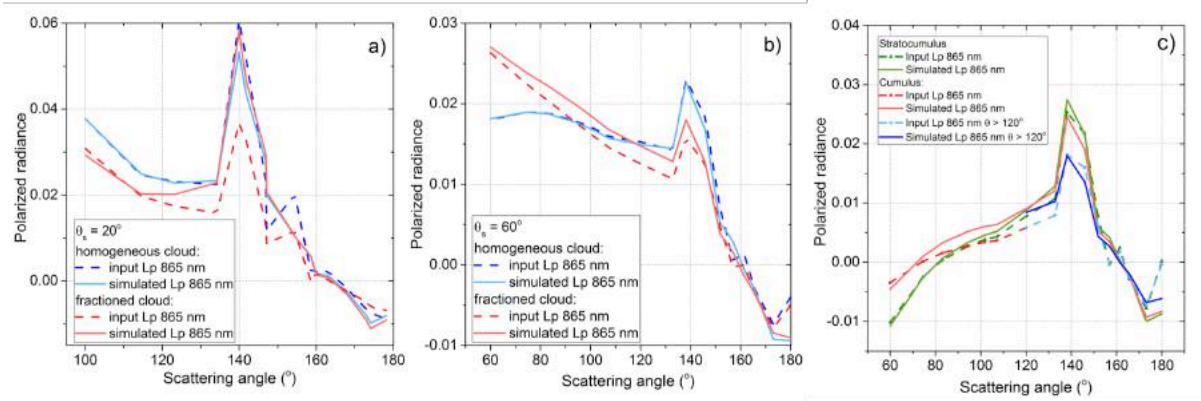 a)
0.06
0.04
0.02
0.00
Polarized radiance
θs = 20°
homogeneous cloud:
input Lp 865 nm
simulated Lp 865 nm
fractioned cloud:
input Lp 865 nm
simulated Lp 865 nm
100 120 140 160 180
Scattering angle (°)
b)
0.03
0.02
0.01
0.00
-0.01
Polarized radiance
θs = 60°
homogeneous cloud:
input Lp 865 nm
simulated Lp 865 nm
fractioned cloud:
input Lp 865 nm
simulated Lp 865 nm
60 80 100 120 140 160 180
Scattering angle (°)
c)
0.04
0.03
0.02
0.01
0.00
-0.01
Polarized radiance
Stratocumulus
Input Lp 865 nm
Simulated Lp 865 nm
Cumulus:
Input Lp 865 nm
Simulated Lp 865 nm
Input Lp 865 nm θ > 120°
Simulated Lp 865 nm θ > 120°
60 80 100 120 140 160 180
Scattering angle (°)